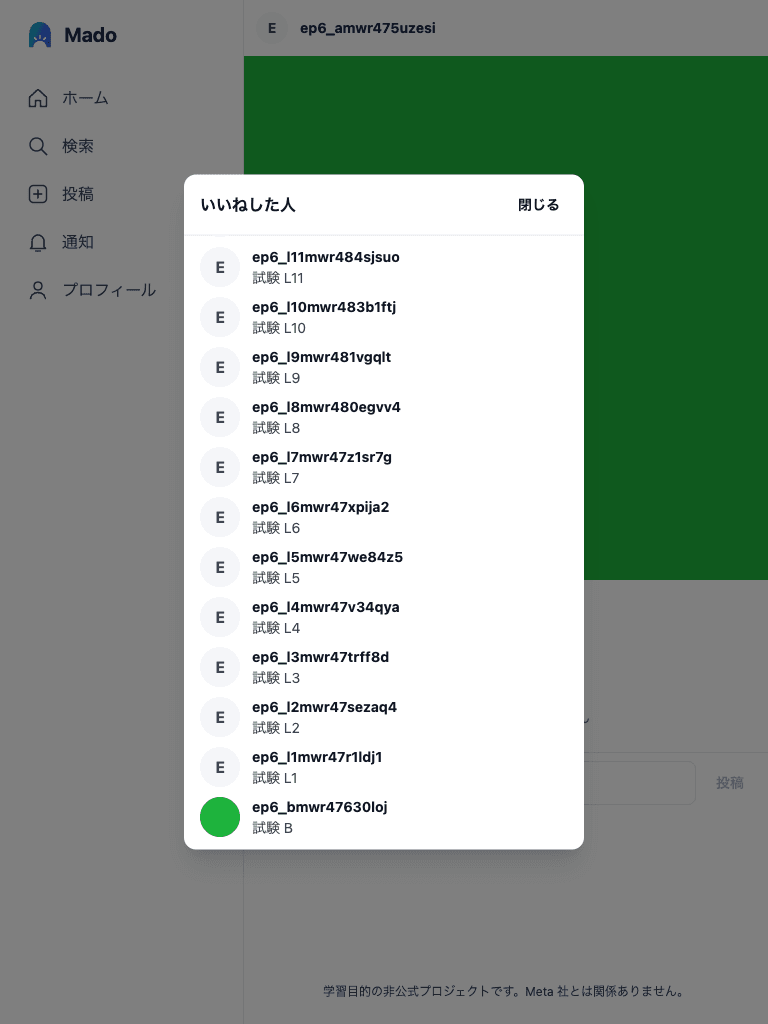 Mado
ホーム
検索
投稿
通知
プロフィール
E ep6_amwr475uzesi
いいねした人 閉じる
E ep6_l11mwr484sjsuo
試験 L11
E ep6_l10mwr483b1ftj
試験 L10
E ep6_l9mwr481vgqlt
試験 L9
E ep6_l8mwr480egvv4
試験 L8
E ep6_l7mwr47z1sr7g
試験 L7
E ep6_l6mwr47xpija2
試験 L6
E ep6_l5mwr47we84z5
試験 L5
E ep6_l4mwr47v34qya
試験 L4
E ep6_l3mwr47trff8d
試験 L3
E ep6_l2mwr47sezaq4
試験 L2
E ep6_l1mwr47r1ldj1
試験 L1
ep6_bmwr47630loj
試験 B
投稿
学習目的の非公式プロジェクトです。Meta 社とは関係ありません。